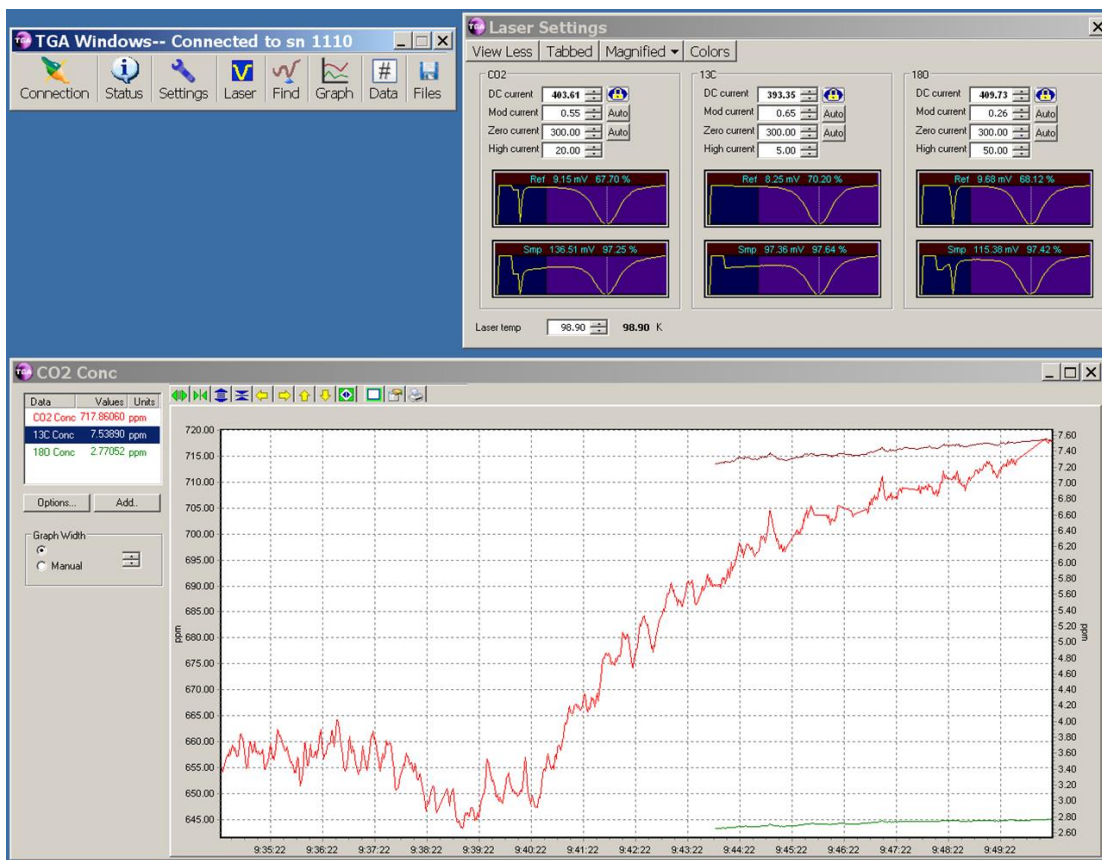 TGA Windows-- Connected to sn 1110
Connection Status Settings Laser Find Graph Data Files
Laser Settings
View Less Tabbed Magnified Colors
CO2
DC current 403.61
Mod current 0.55 Auto
Zero current 300.00 Auto
High current 20.00
Ref 9.15 mV 67.70 %
Smp 136.51 mV 97.25 %
13C
DC current 393.35
Mod current 0.65 Auto
Zero current 300.00 Auto
High current 5.00
Ref 8.25 mV 70.20 %
Smp 97.36 mV 97.64 %
18O
DC current 409.73
Mod current 0.26 Auto
Zero current 300.00 Auto
High current 50.00
Ref 9.68 mV 68.12 %
Smp 115.38 mV 97.42 %
Laser temp 98.90 98.90 K
CO2 Conc
Data Values Units
CO2 Conc 717.86060 ppm
13C Conc 7.53890 ppm
18O Conc 2.77052 ppm
Options... Add..
Graph Width
Manual
720.00
715.00
710.00
705.00
700.00
695.00
690.00
685.00
680.00
675.00
670.00
665.00
660.00
655.00
650.00
645.00
ppm
7.60
7.40
7.20
7.00
6.80
6.60
6.40
6.20
6.00
5.80
5.60
5.40
5.20
5.00
4.80
4.60
4.40
4.20
4.00
3.80
3.60
3.40
3.20
3.00
2.80
2.60
ppm
9:35:22 9:36:22 9:37:22 9:38:22 9:39:22 9:40:22 9:41:22 9:42:22 9:43:22 9:44:22 9:45:22 9:46:22 9:47:22 9:48:22 9:49:22